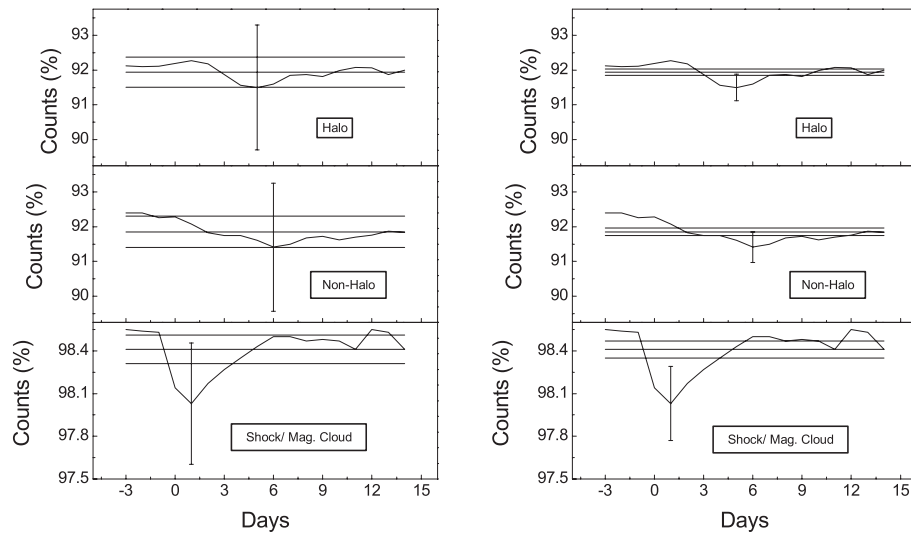 93
92
91
90
Counts (%)
Halo
93
92
91
90
Counts (%)
Non-Halo
98.4
98.1
97.8
97.5
Counts (%)
Shock/ Mag. Cloud
-3 0 3 6 9 12 15
Days
93
92
91
90
Counts (%)
Halo
93
92
91
90
Counts (%)
Non-Halo
98.4
98.1
97.8
97.5
Counts (%)
Shock/ Mag. Cloud
-3 0 3 6 9 12 15
Days